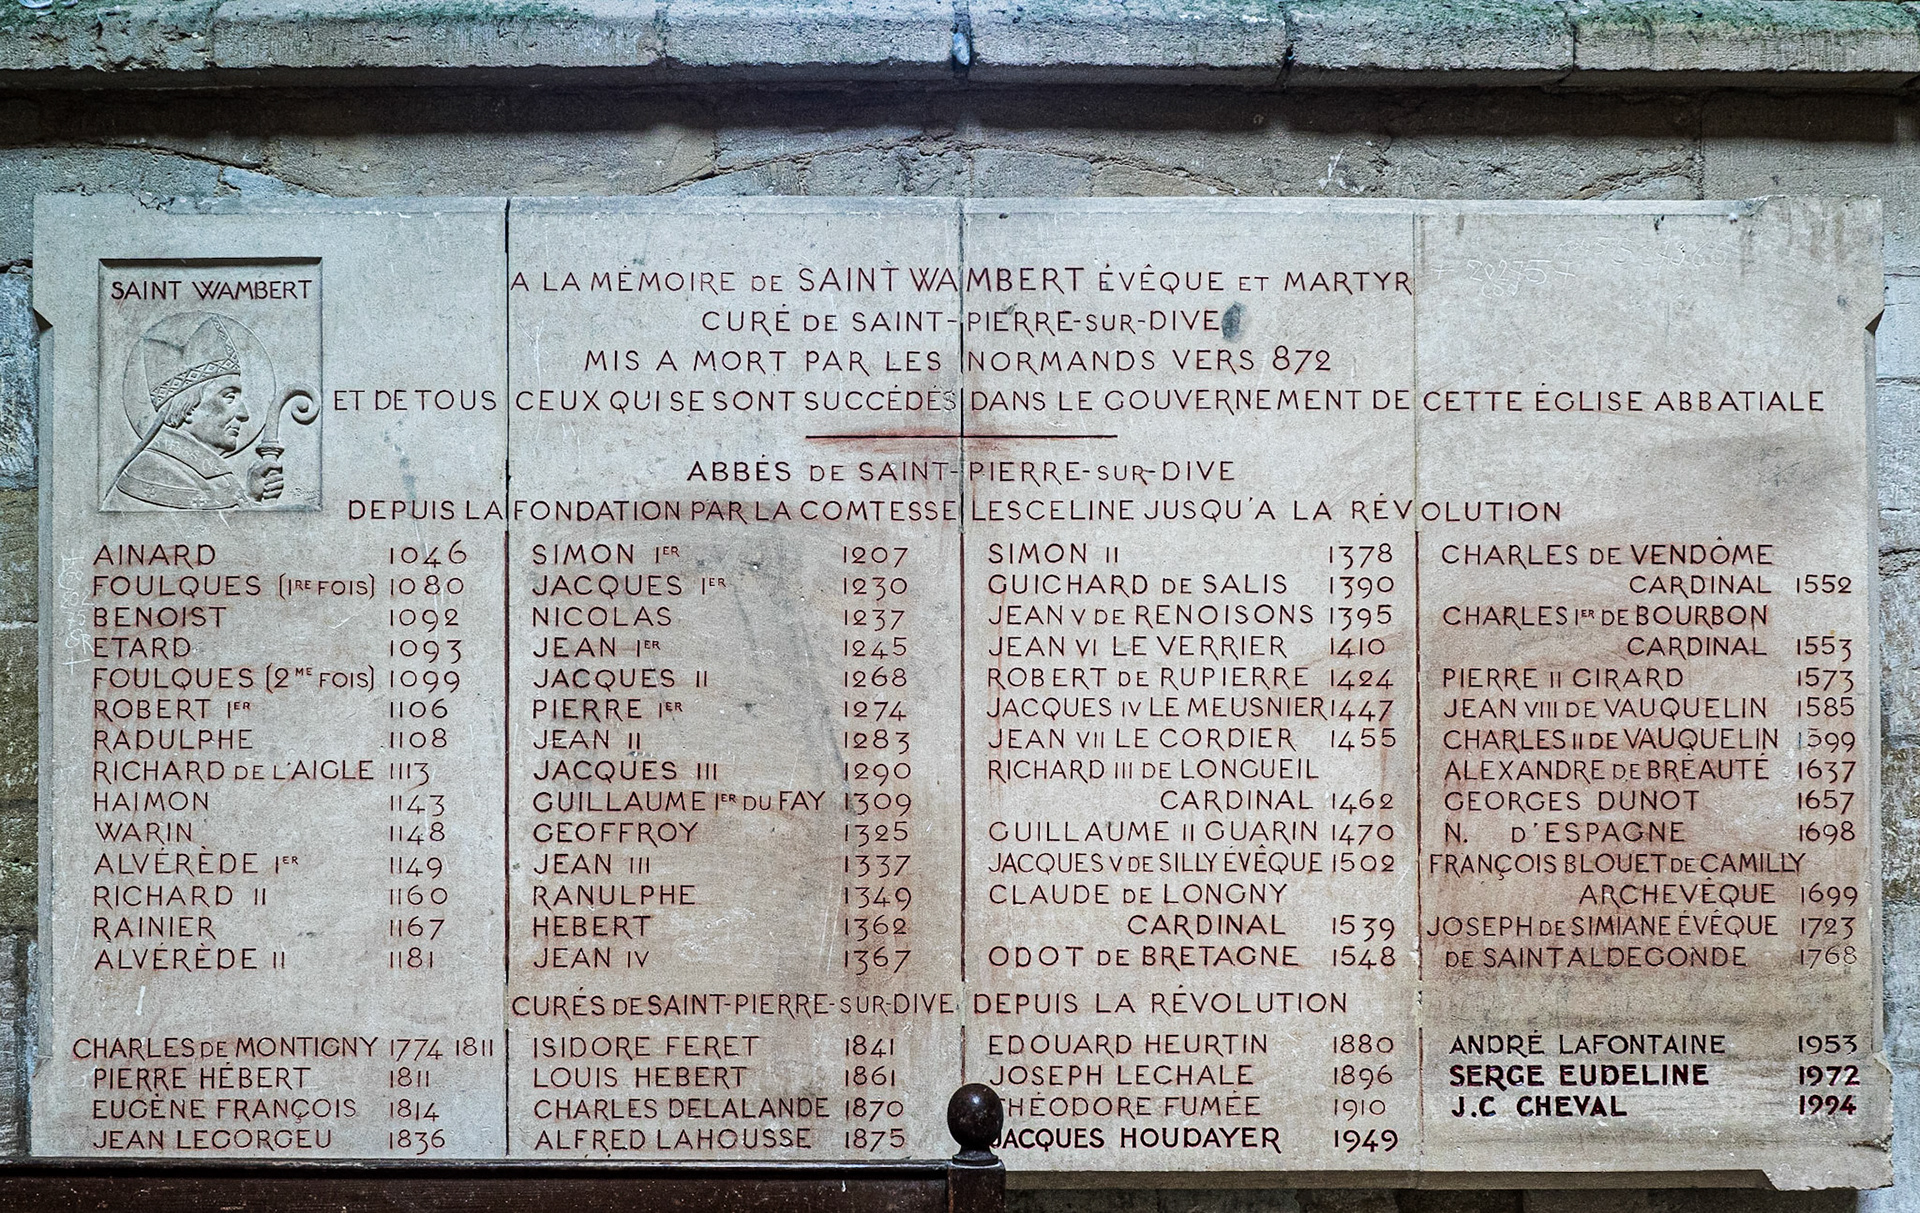 SAINT WAMBERT
A LA MÉMOIRE DE SAINT WAMBERT ÉVÊQUE ET MARTYR
CURÉ DE SAINT-PIERRE-SUR-DIVE
MIS A MORT PAR LES NORMANDS VERS 872
ET DE TOUS CEUX QUI SE SONT SUCCÉDÉS DANS LE GOUVERNEMENT DE CETTE ÉGLISE ABBATIALE
ABBÉS DE SAINT-PIERRE-SUR-DIVE
DEPUIS LA FONDATION PAR LA COMTESSE LESCELINE JUSQU'A LA RÉVOLUTION
AINARD 1046
FOULQUES (1RE FOIS) 1080
BENOIST 1092
ETARD 1093
FOULQUES (2ME FOIS) 1099
ROBERT IER 1106
RADULPHE 1108
RICHARD DE L'AIGLE 1113
HAIMON 1143
WARIN 1148
ALVÉRÈDE IER 1149
RICHARD II 1160
RAINIER 1167
ALVÉRÈDE II 1181
SIMON IER 1207
JACQUES IER 1230
NICOLAS 1237
JEAN IER 1245
JACQUES II 1268
PIERRE IER 1274
JEAN II 1283
JACQUES III 1290
GUILLAUME IER DU FAY 1309
GEOFFROY 1325
JEAN III 1337
RANULPHE 1349
HEBERT 1362
JEAN IV 1367
SIMON II 1378
GUICHARD DE SALIS 1390
JEAN V DE RENOISONS 1395
JEAN VI LE VERRIER 1410
ROBERT DE RUPIERRE 1424
JACQUES IV LE MEUSNIER 1447
JEAN VII LE CORDIER 1455
RICHARD III DE LONGUEIL
CARDINAL 1462
GUILLAUME II GUARIN 1470
JACQUES V DE SILLY ÉVÊQUE 1502
CLAUDE DE LONGNY
CARDINAL 1539
ODOT DE BRETAGNE 1548
CHARLES DE VENDÔME
CARDINAL 1552
CHARLES IER DE BOURBON
CARDINAL 1553
PIERRE II GIRARD 1573
JEAN VIII DE VAUQUELIN 1585
CHARLES II DE VAUQUELIN 1599
ALEXANDRE DE BRÉAUTÉ 1637
GEORGES DUNOT 1657
N. D'ESPAGNE 1698
FRANÇOIS BLOUET DE CAMILLY
ARCHEVÊQUE 1699
JOSEPH DE SIMIANE ÉVÊQUE 1723
DE SAINT ALDEGONDE 1768
CURÉS DE SAINT-PIERRE-SUR-DIVE DEPUIS LA RÉVOLUTION
CHARLES DE MONTIGNY 1774 1811
PIERRE HÉBERT 1811
EUGÈNE FRANÇOIS 1814
JEAN LEGORGEU 1836
ISIDORE FERET 1841
LOUIS HEBERT 1861
CHARLES DELALANDE 1870
ALFRED LAHOUSSE 1875
EDOUARD HEURTIN 1880
JOSEPH LECHALE 1896
THÉODORE FUMÉE 1910
JACQUES HOUDAYER 1949
ANDRÉ LAFONTAINE 1953
SERGE EUDELINE 1972
J.C CHEVAL 1994